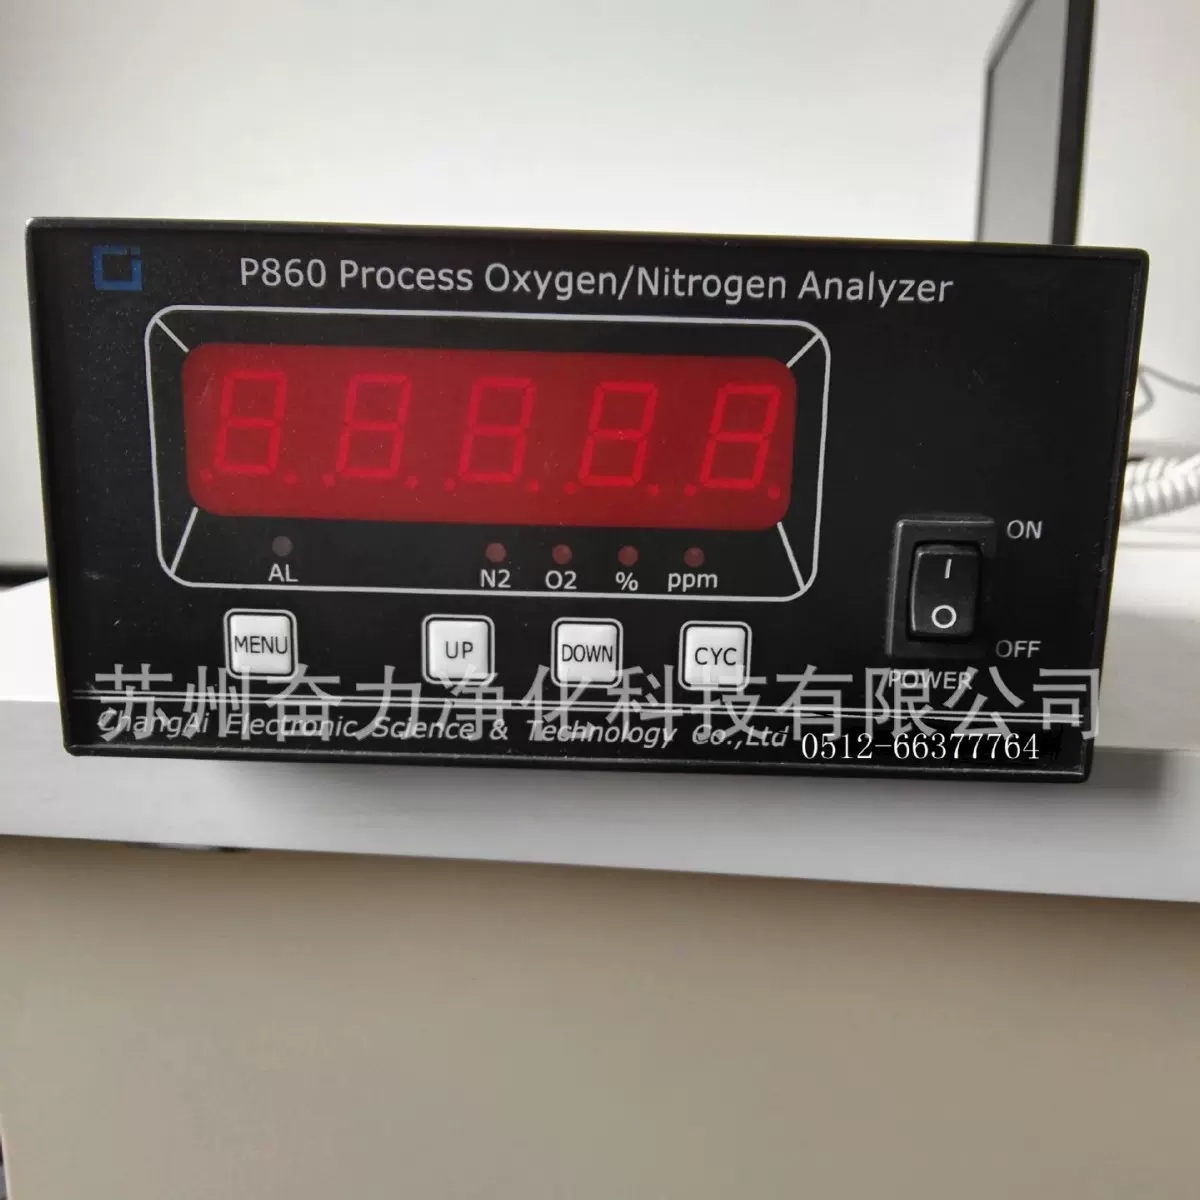 P860 Process Oxygen/Nitrogen Analyzer
AL N2 O2 % ppm
ON
MENU UP DOWN CYC
OFF
POWER
苏州奋力净化科技有限公司
ChangAi Electronic Science & Technology Co.,Ltd 0512-66377764